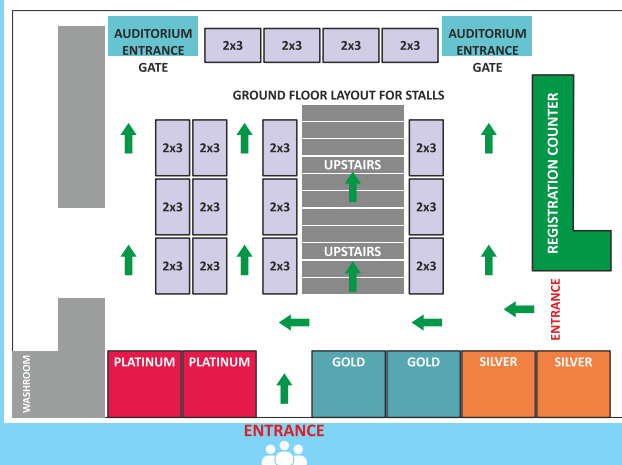 AUDITORIUM
ENTRANCE
GATE
2x3 2x3 2x3 2x3
AUDITORIUM
ENTRANCE
GATE
GROUND FLOOR LAYOUT FOR STALLS
2x3 2x3 2x3 2x3
UPSTAIRS
2x3 2x3 2x3 2x3
UPSTAIRS
2x3 2x3 2x3 2x3
REGISTRATION COUNTER
ENTRANCE
WASHROOM
PLATINUM PLATINUM GOLD GOLD SILVER SILVER
ENTRANCE